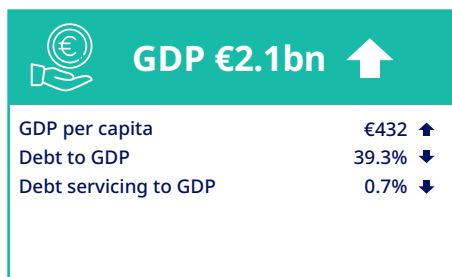 GDP €2.1bn
GDP per capita €432
Debt to GDP 39.3%
Debt servicing to GDP 0.7%